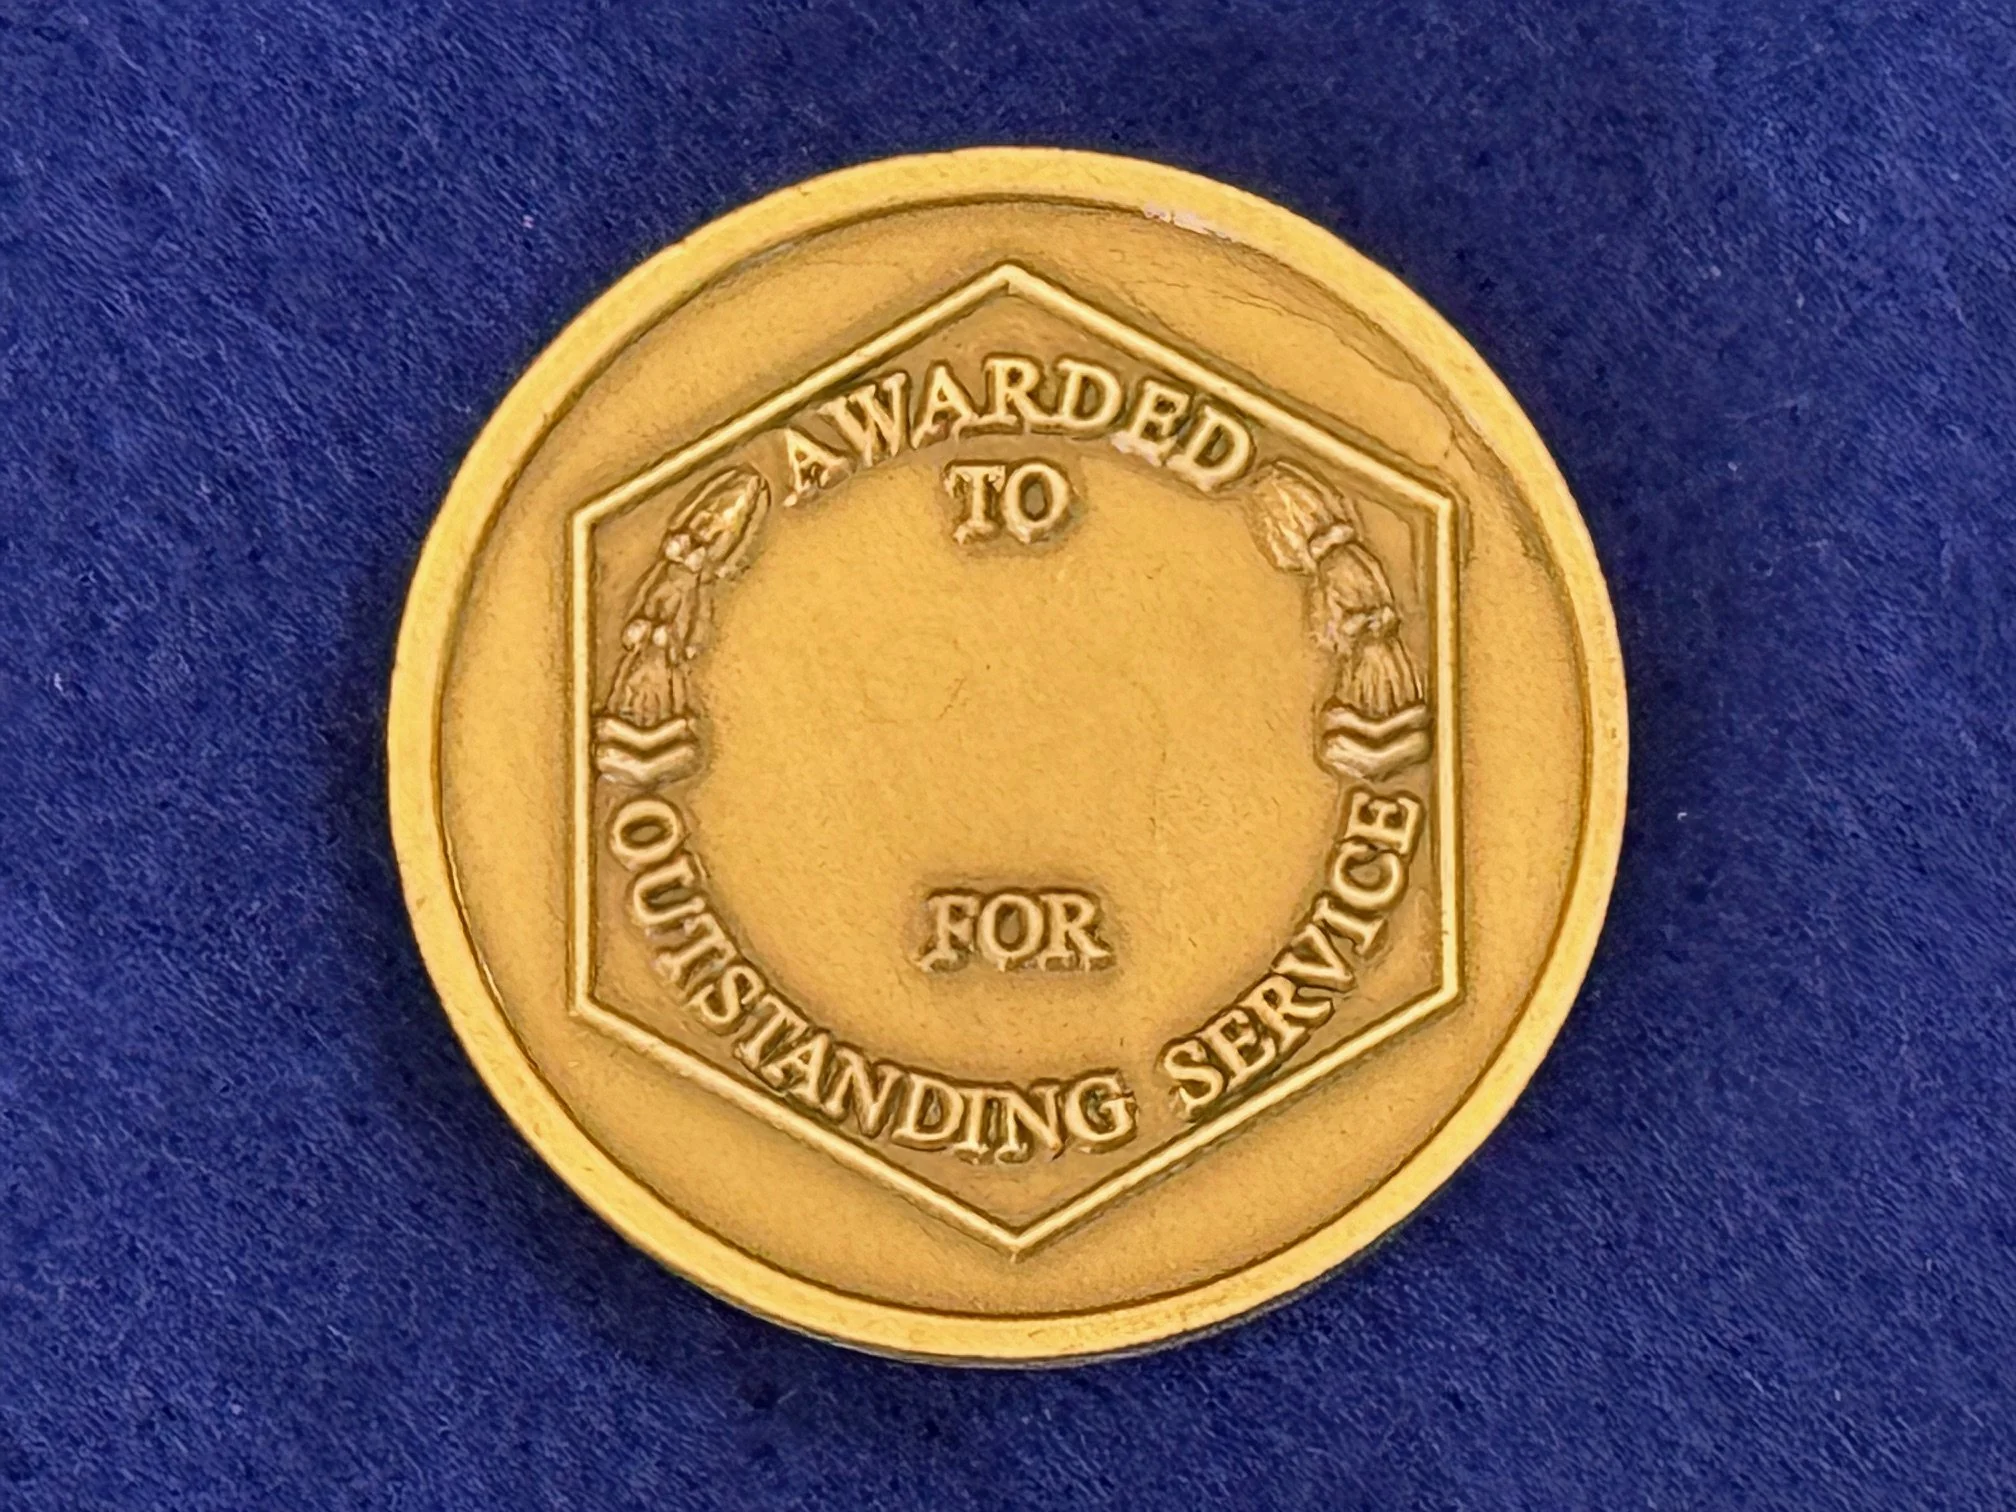 AWARDED
TO
FOR
OUTSTANDING SERVICE